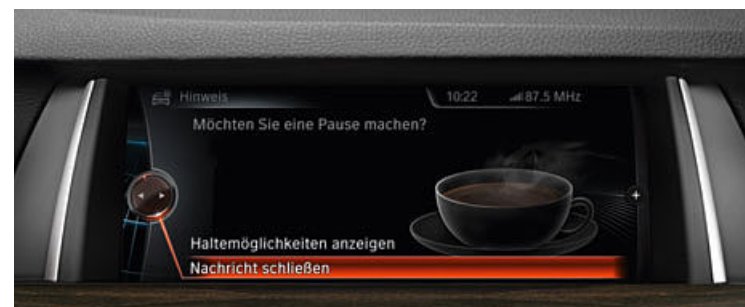 Hinweis
10:22 87.5 MHz
Möchten Sie eine Pause machen?
Haltemöglichkeiten anzeigen
Nachricht schließen